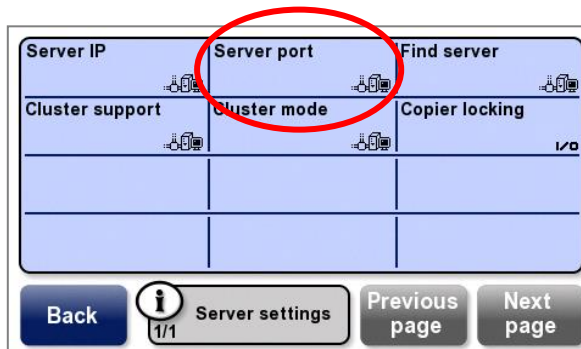 Server IP
Server port
Find server
Cluster support
Cluster mode
Copier locking
I/O
Back
i
1/1
Server settings
Previous
page
Next
page